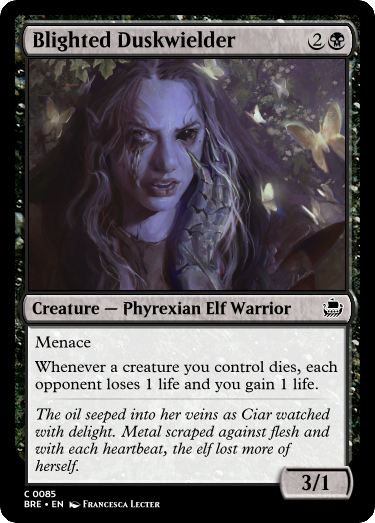 Blighted Duskwielder 2
Creature — Phyrexian Elf Warrior
Menace
Whenever a creature you control dies, each
opponent loses 1 life and you gain 1 life.
The oil seeped into her veins as Ciar watched
with delight. Metal scraped against flesh and
with each heartbeat, the elf lost more of
herself.
3/1
C 0085
BRE • EN Francesca Lecter